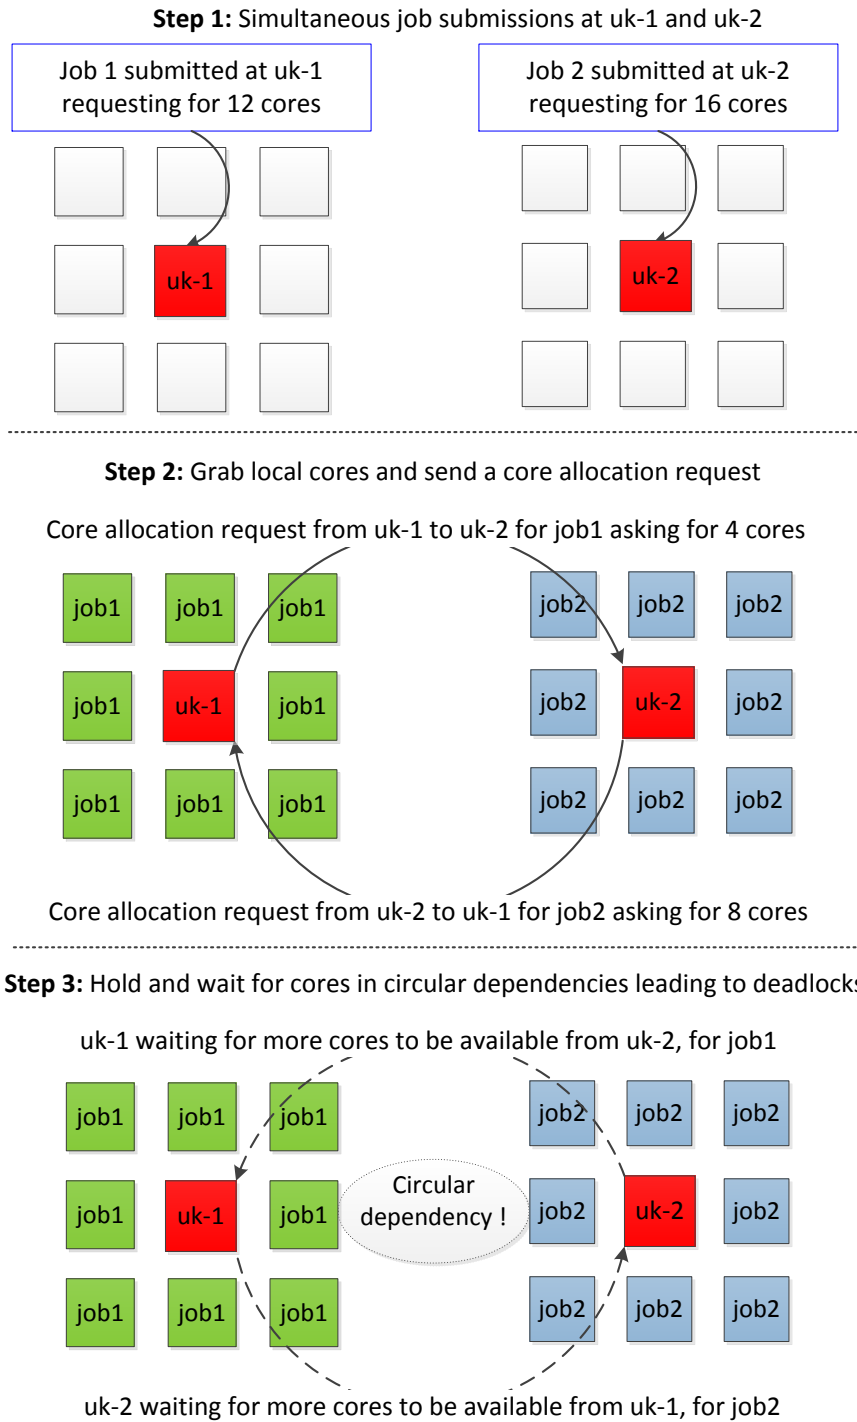 Step 1: Simultaneous job submissions at uk-1 and uk-2
Job 1 submitted at uk-1
requesting for 12 cores
Job 2 submitted at uk-2
requesting for 16 cores
uk-1
uk-2
Step 2: Grab local cores and send a core allocation request
Core allocation request from uk-1 to uk-2 for job1 asking for 4 cores
job1 job1 job1 job2 job2 job2
job1 uk-1 job1 job2 uk-2 job2
job1 job1 job1 job2 job2 job2
Core allocation request from uk-2 to uk-1 for job2 asking for 8 cores
Step 3: Hold and wait for cores in circular dependencies leading to deadlocks
uk-1 waiting for more cores to be available from uk-2, for job1
job1 job1 job1 job2 job2 job2
Circular
dependency !
job1 uk-1 job1 job2 uk-2 job2
job1 job1 job1 job2 job2 job2
uk-2 waiting for more cores to be available from uk-1, for job2